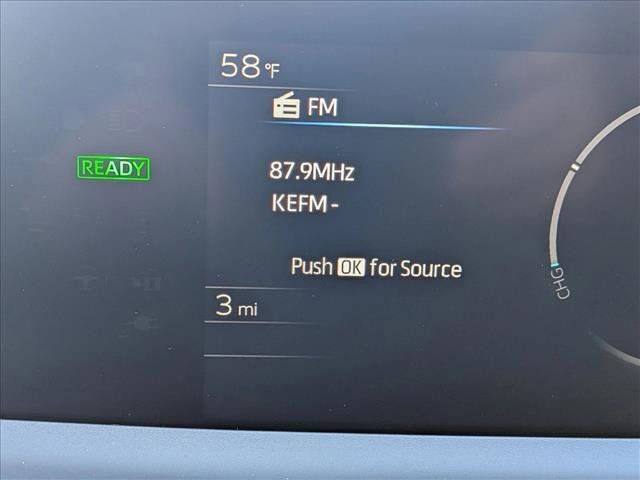 58°F
FM
READY
87.9MHz
KEFM-
Push OK for Source
3 mi
CHG